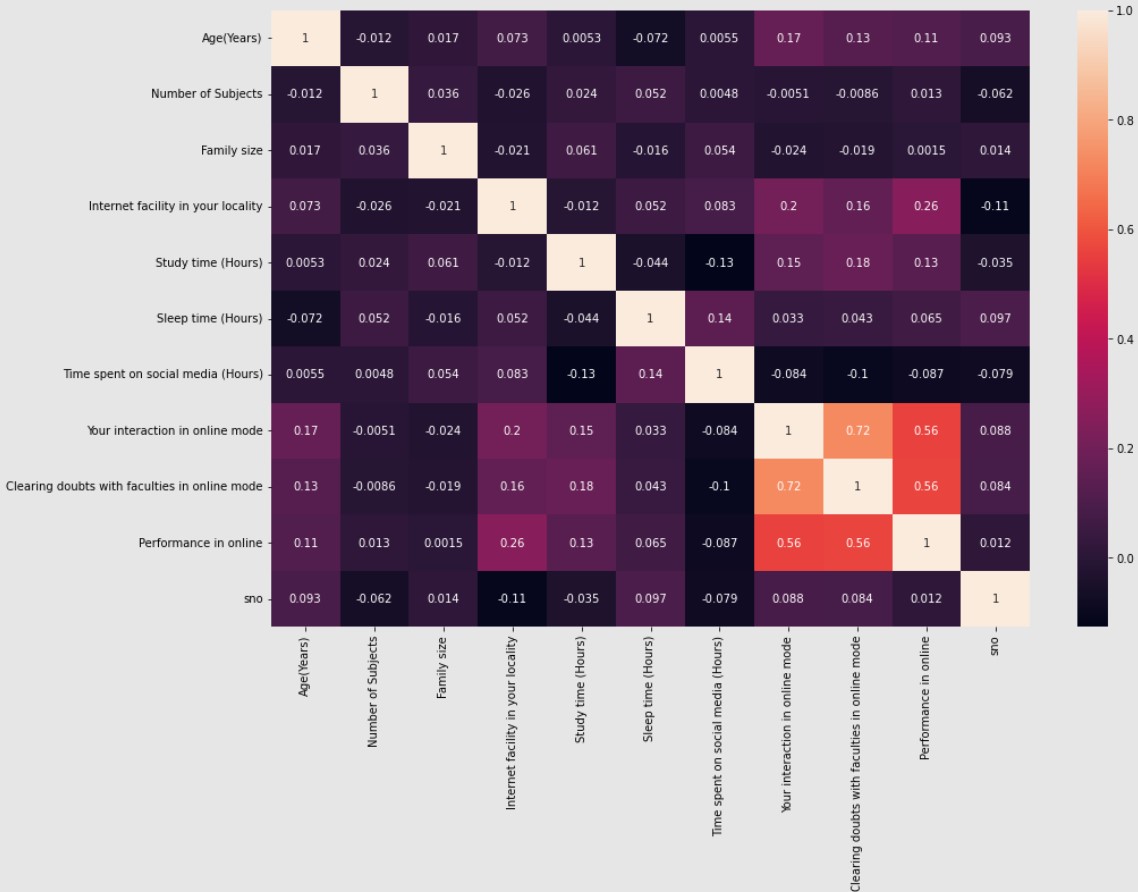 Age(Years) 1 -0.012 0.017 0.073 0.0053 -0.072 0.0055 0.17 0.13 0.11 0.093
Number of Subjects -0.012 1 0.036 -0.026 0.024 0.052 0.0048 -0.0051 -0.0086 0.013 -0.062
Family size 0.017 0.036 1 -0.021 0.061 -0.016 0.054 -0.024 -0.019 0.0015 0.014
Internet facility in your locality 0.073 -0.026 -0.021 1 -0.012 0.052 0.083 0.2 0.16 0.26 -0.11
Study time (Hours) 0.0053 0.024 0.061 -0.012 1 -0.044 -0.13 0.15 0.18 0.13 -0.035
Sleep time (Hours) -0.072 0.052 -0.016 0.052 -0.044 1 0.14 0.033 0.043 0.065 0.097
Time spent on social media (Hours) 0.0055 0.0048 0.054 0.083 -0.13 0.14 1 -0.084 -0.1 -0.087 -0.079
Your interaction in online mode 0.17 -0.0051 -0.024 0.2 0.15 0.033 -0.084 1 0.72 0.56 0.088
Clearing doubts with faculties in online mode 0.13 -0.0086 -0.019 0.16 0.18 0.043 -0.1 0.72 1 0.56 0.084
Performance in online 0.11 0.013 0.0015 0.26 0.13 0.065 -0.087 0.56 0.56 1 0.012
sno 0.093 -0.062 0.014 -0.11 -0.035 0.097 -0.079 0.088 0.084 0.012 1
Age(Years)
Number of Subjects
Family size
Internet facility in your locality
Study time (Hours)
Sleep time (Hours)
Time spent on social media (Hours)
Your interaction in online mode
Clearing doubts with faculties in online mode
Performance in online
sno
1.0
0.8
0.6
0.4
0.2
0.0